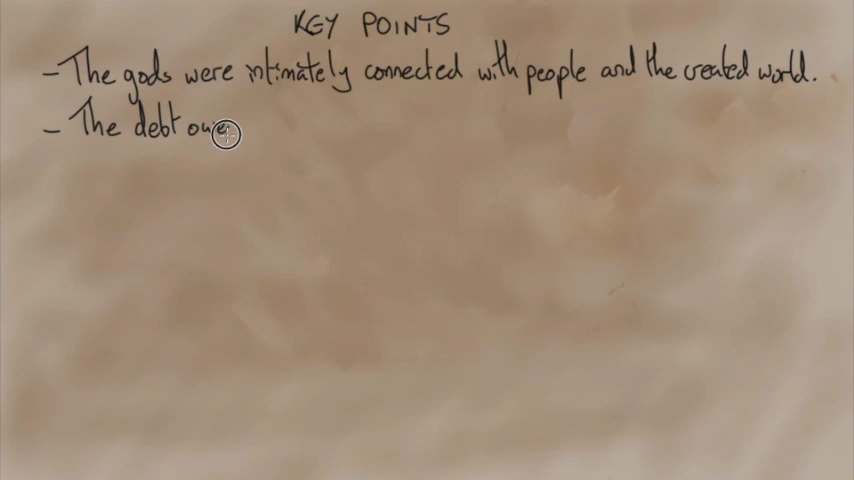 KEY POINTS
- The gods were intimately connected with people and the created world.
- The debt owe